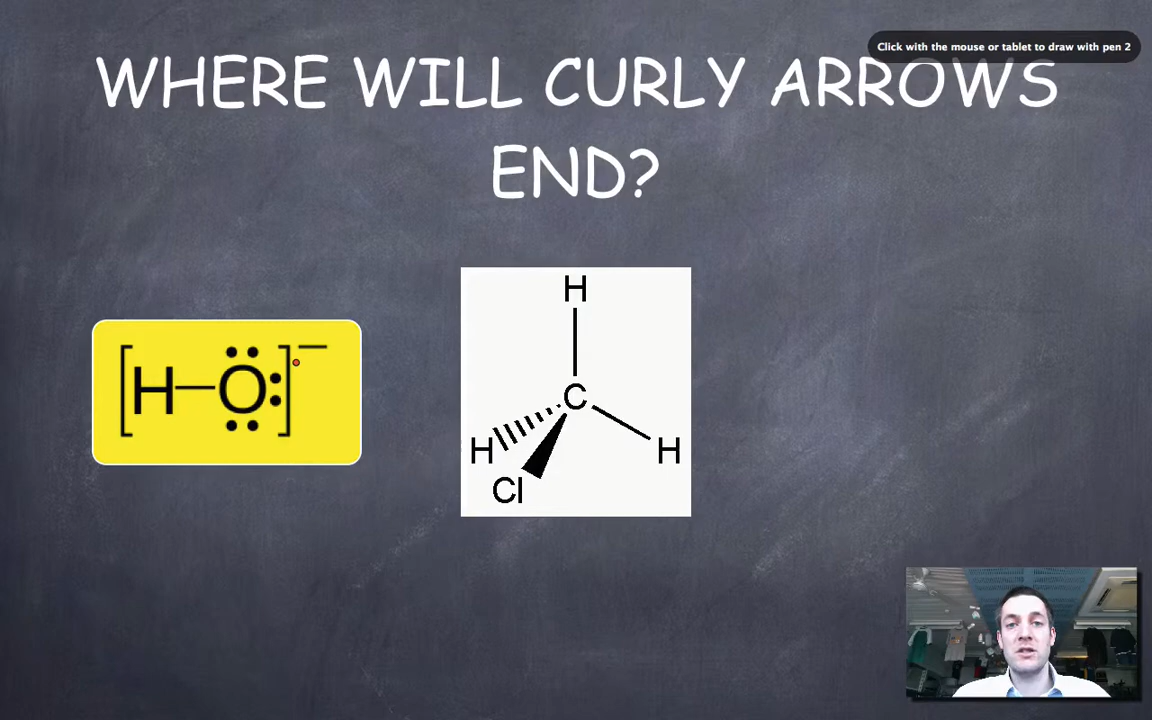 Click with the mouse or tablet to draw with pen 2
WHERE WILL CURLY ARROWS
END?
[H—Ö:]⁻
H
C
H
H
Cl